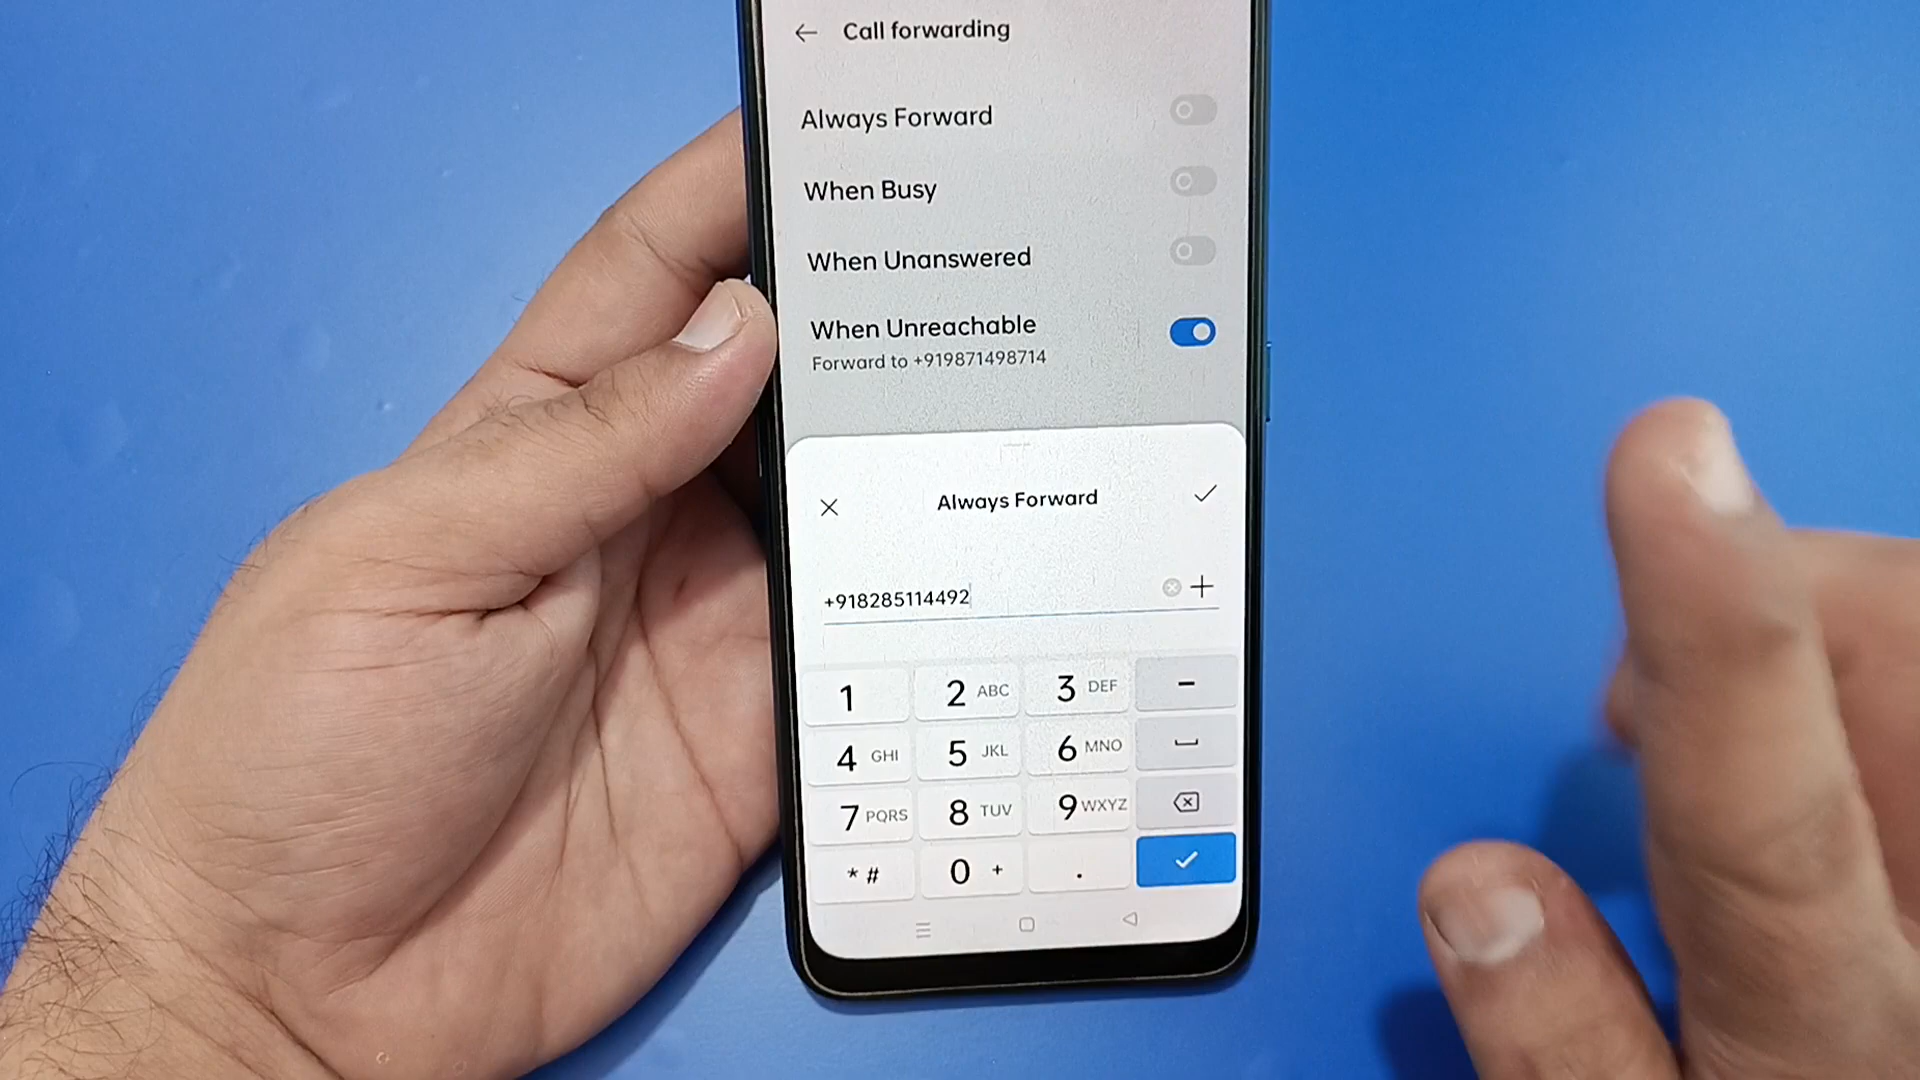 Call forwarding
Always Forward
When Busy
When Unanswered
When Unreachable
Forward to +919871498714
Always Forward
+918285114492
1
2 ABC
3 DEF
-
4 GHI
5 JKL
6 MNO
7 PQRS
8 TUV
9 WXYZ
* #
0 +
.